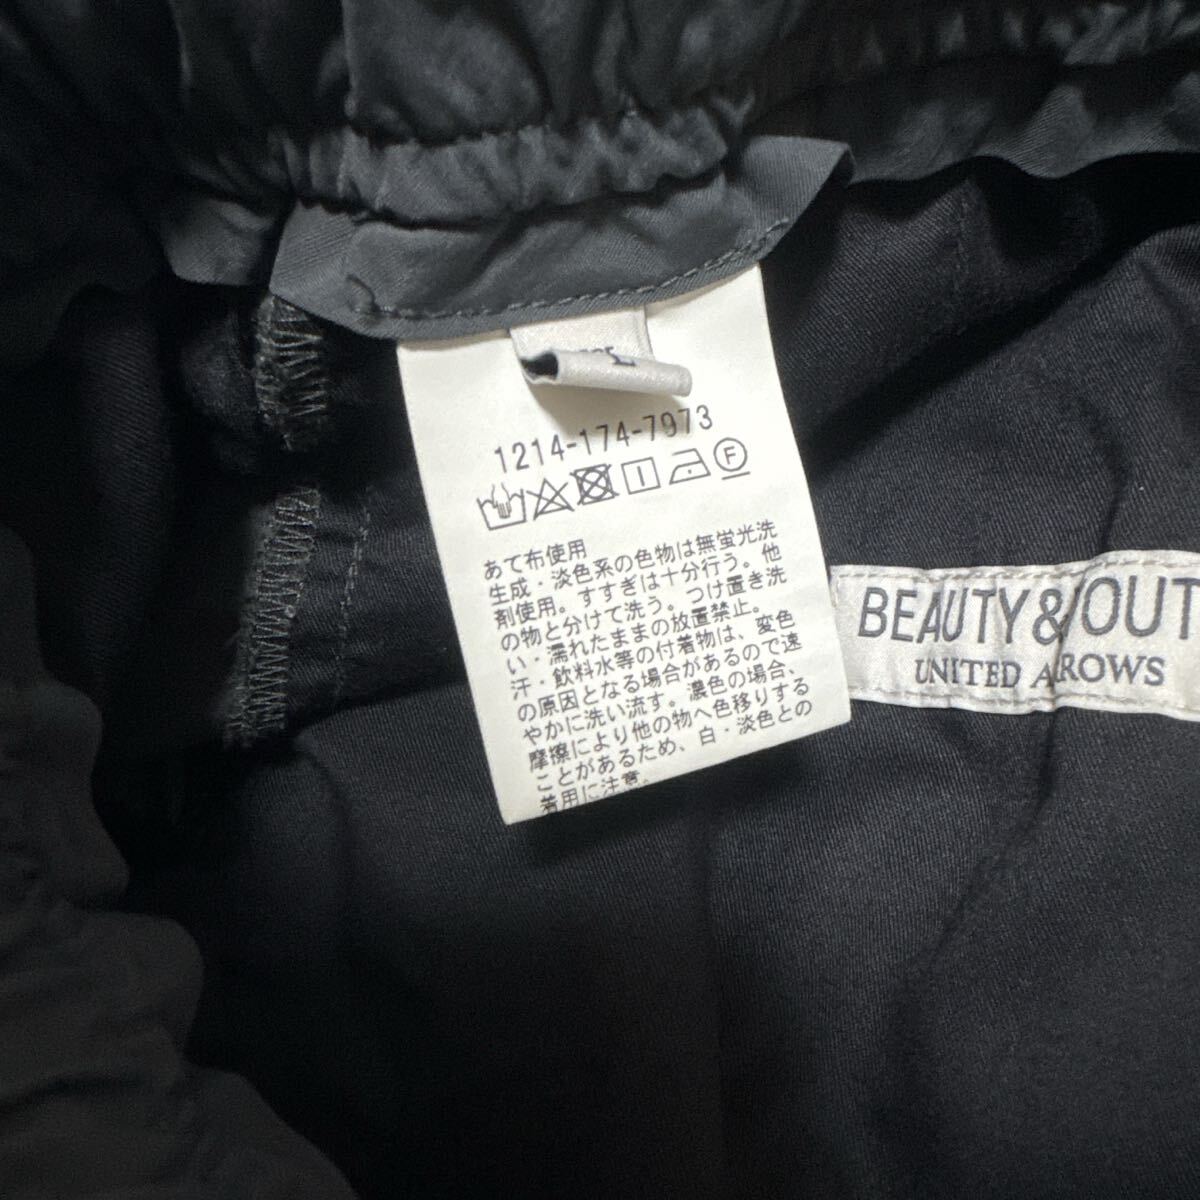 1214-174-7973
F
あて布使用
生成・淡色系の色物は無蛍光洗
剤使用。すすぎは十分行う。他
の物と分けて洗う。つけ置き洗
い・濡れたままの放置禁止。
汗・飲料水等の付着物は、変色
の原因となる場合があるので速
やかに洗い流す。濃色の場合、
摩擦により他の物へ色移りする
ことがあるため、白・淡色との
着用に注意。
BEAUTY&YOUT
UNITED ARROWS